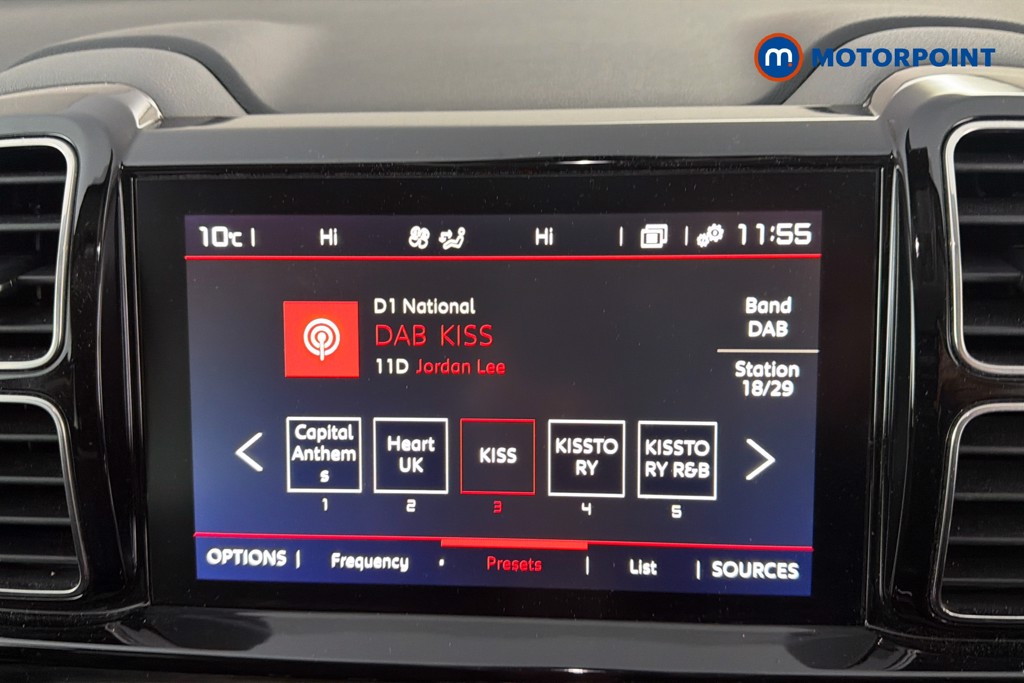 m MOTORPOINT
10°C Hi Hi 11:55
D1 National
DAB KISS
11D Jordan Lee
Band
DAB
Station
18/29
Capital
Anthem
s
Heart
UK
KISS
KISSTO
RY
KISSTO
RY R&B
1 2 3 4 5
OPTIONS Frequency Presets List SOURCES